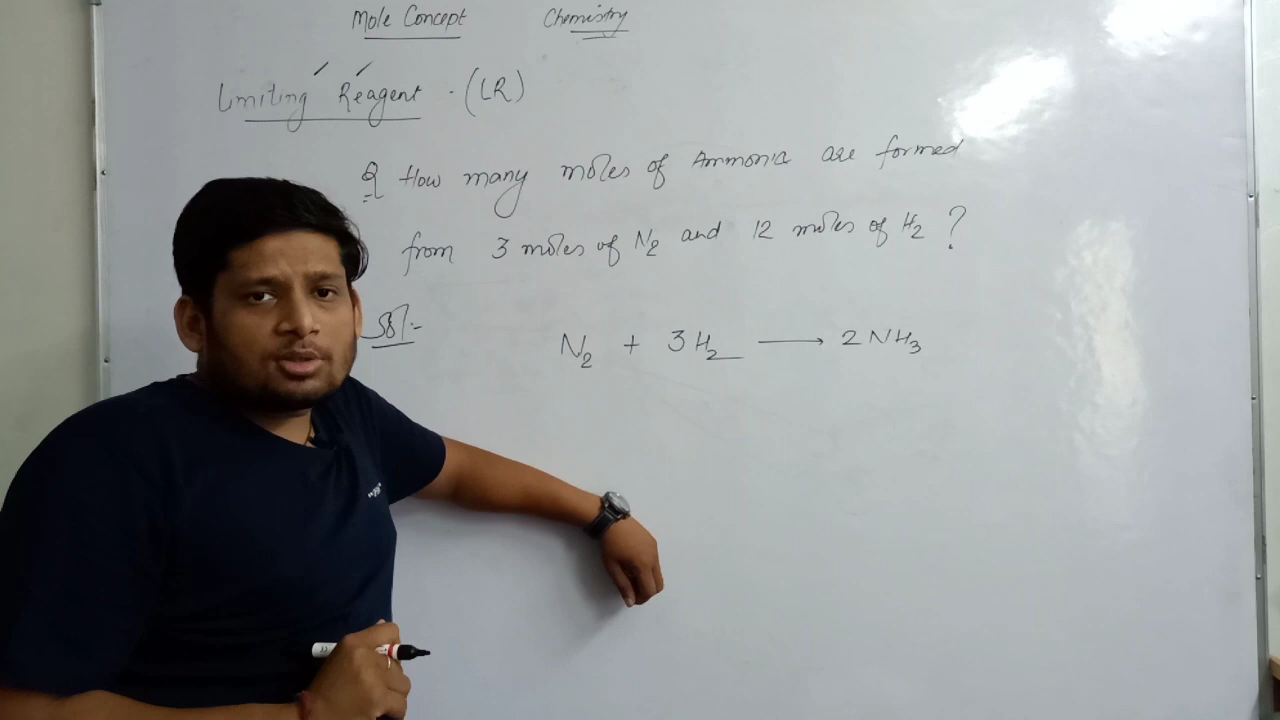 Mole Concept Chemistry
Limiting Reagent . (LR)
Q How many moles of Ammonia are formed
from 3 moles of N2 and 12 moles of H2 ?
Sol:-
N2 + 3H2 → 2NH3